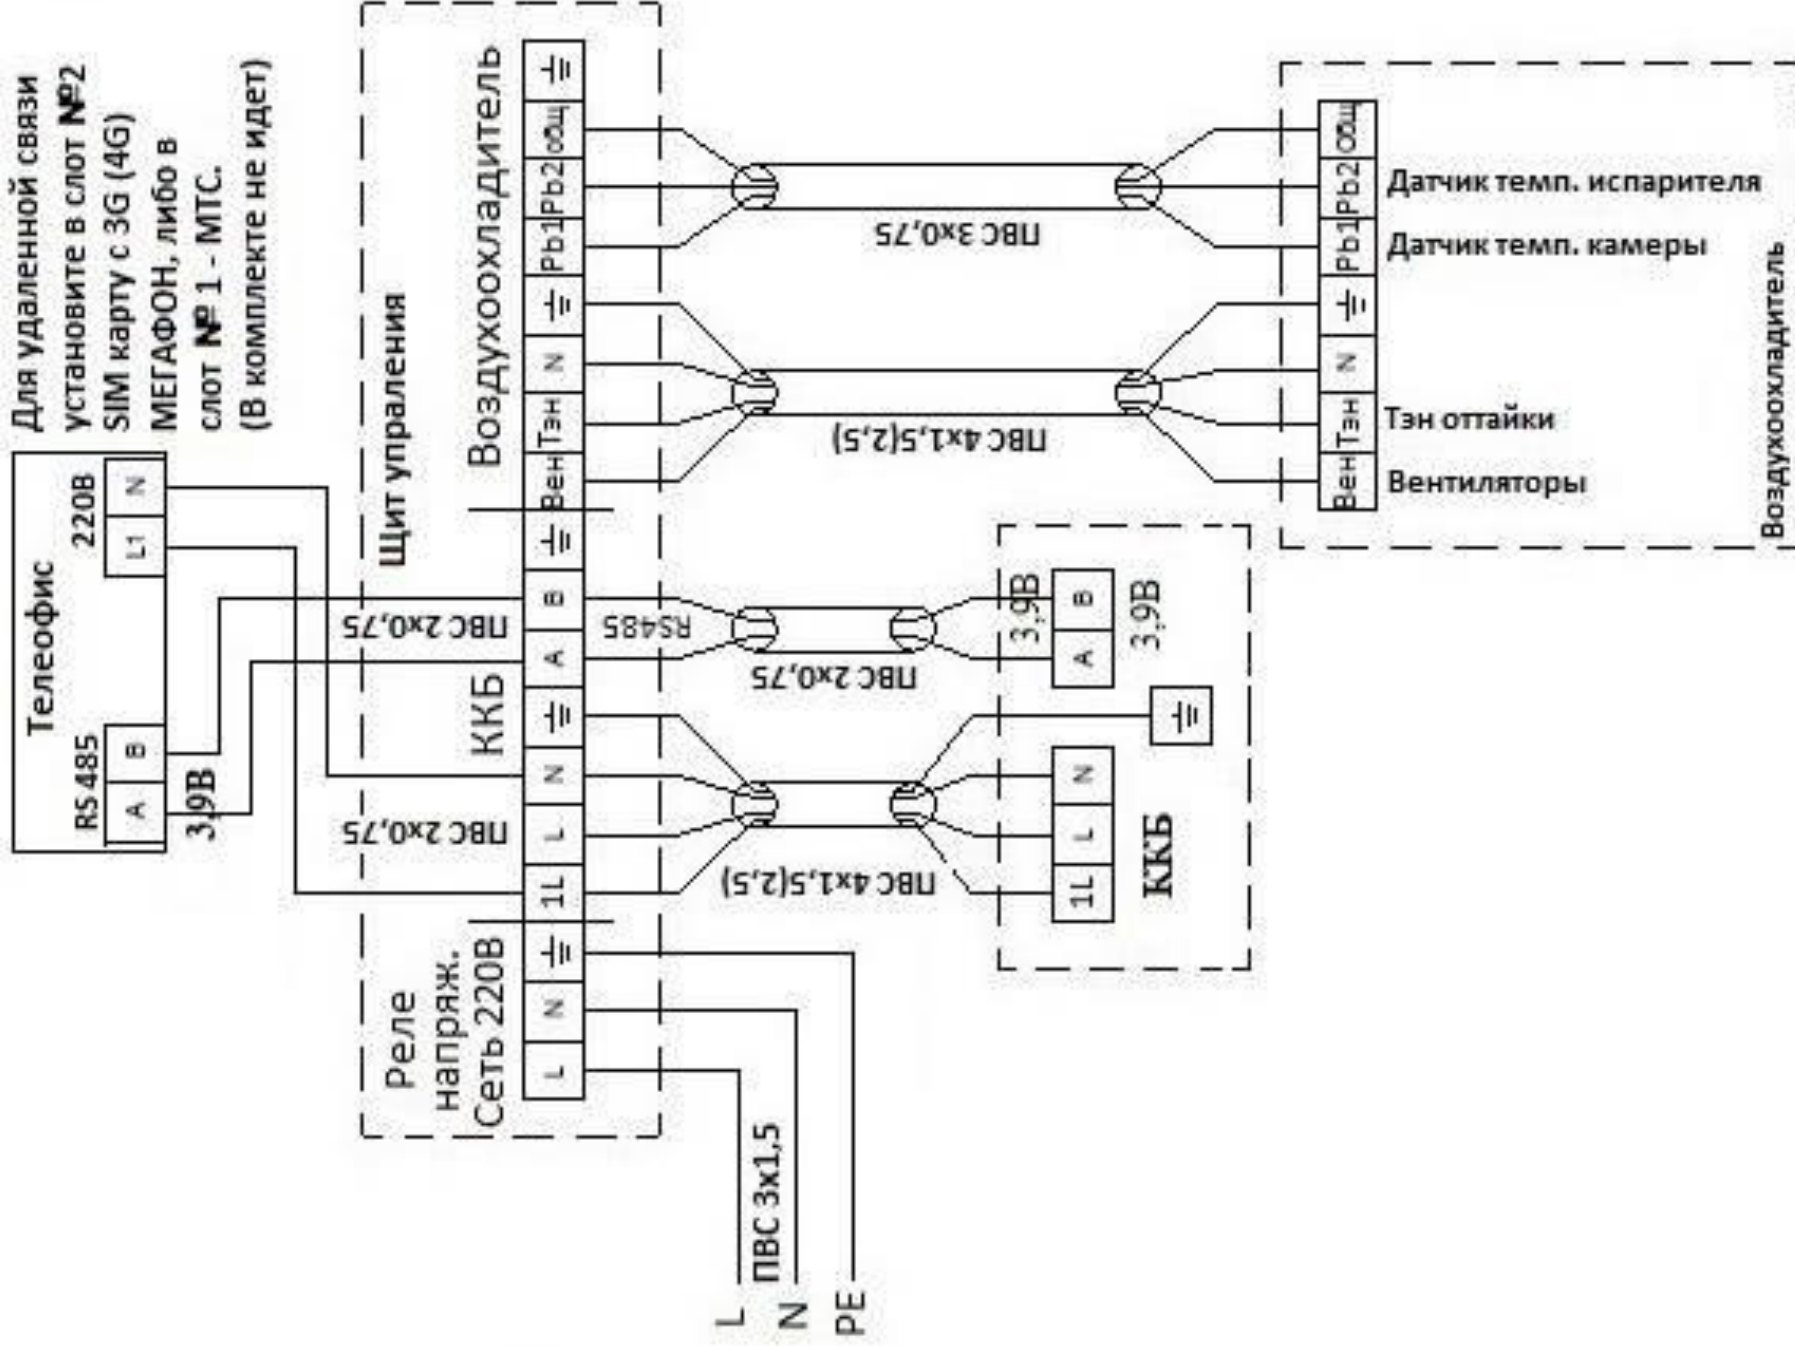 Для удаленной связи
установите в слот №2
SIM карту с 3G (4G)
МЕГАФОН, либо в
слот № 1 - МТС.
(В комплекте не идет)
Телеофис
RS 485
220В
A
B
L1
N
3,9В
ПВС 2х0,75
ПВС 2х0,75
Щит упраления
Реле
напряж.
Сеть 220В
ККБ
Воздухоохладитель
L
N
1L
L
N
A
B
Вен
Тэн
N
Pb1
Pb2
общ
RS485
L
N
PE
ПВС 3х1,5
ПВС 4х1,5(2,5)
ПВС 2х0,75
ПВС 4х1,5(2,5)
ПВС 3х0,75
1L
L
N
A
B
3,9В
3,9В
ККБ
Вен
Тэн
N
Pb1
Pb2
общ
Вентиляторы
Тэн оттайки
Датчик темп. камеры
Датчик темп. испарителя
Воздухоохладитель